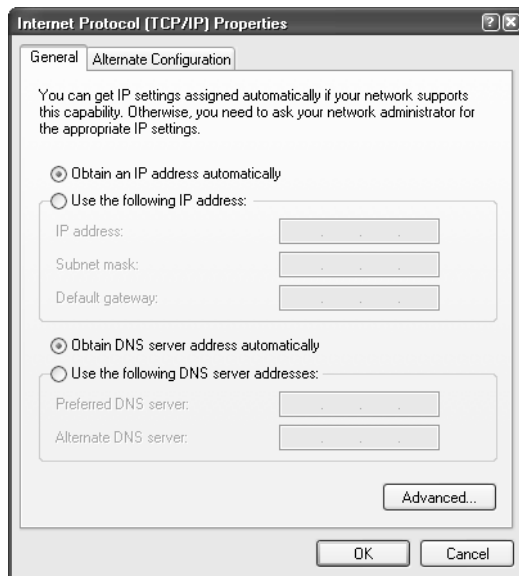 Internet Protocol (TCP/IP) Properties
General
Alternate Configuration
You can get IP settings assigned automatically if your network supports
this capability. Otherwise, you need to ask your network administrator for
the appropriate IP settings.
Obtain an IP address automatically
Use the following IP address:
IP address:
Subnet mask:
Default gateway:
Obtain DNS server address automatically
Use the following DNS server addresses:
Preferred DNS server:
Alternate DNS server:
Advanced...
OK
Cancel